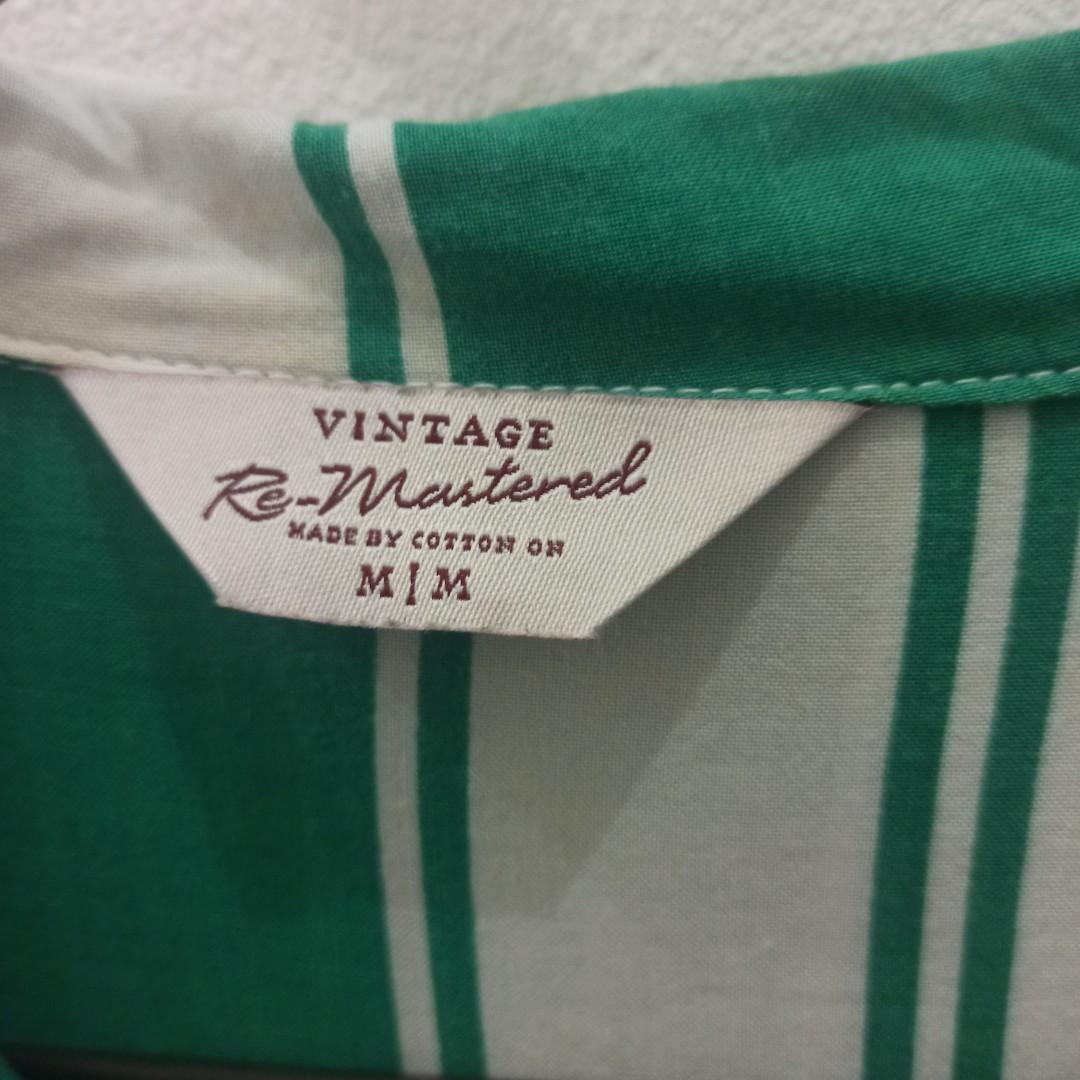 VINTAGE
Re-Mastered
MADE BY COTTON ON
M|M